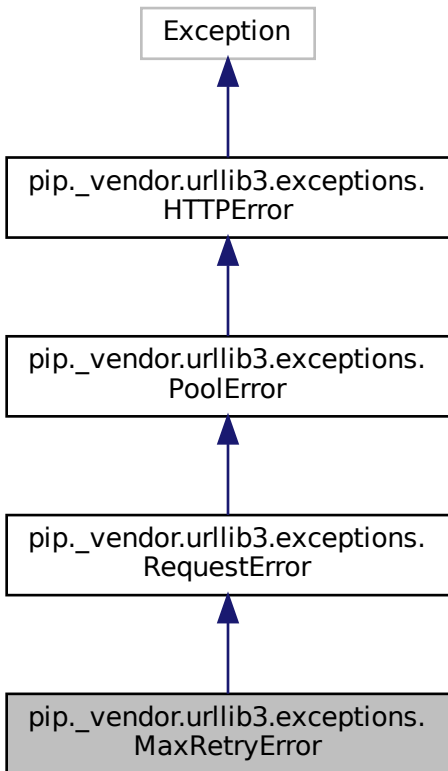 Exception
pip._vendor.urllib3.exceptions.
HTTPError
pip._vendor.urllib3.exceptions.
PoolError
pip._vendor.urllib3.exceptions.
RequestError
pip._vendor.urllib3.exceptions.
MaxRetryError